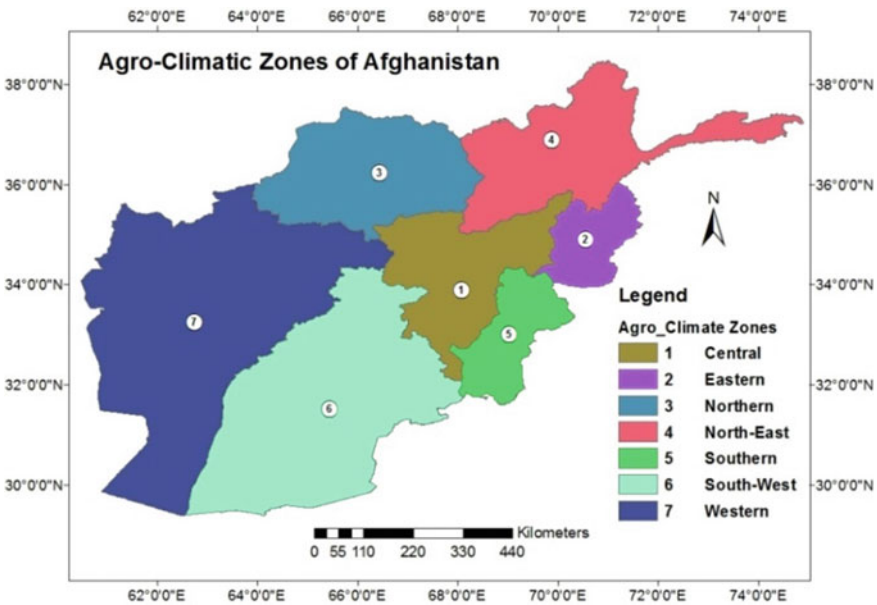 62°0'0"E 64°0'0"E 66°0'0"E 68°0'0"E 70°0'0"E 72°0'0"E 74°0'0"E
Agro-Climatic Zones of Afghanistan
38°0'0"N 38°0'0"N
4
3
36°0'0"N 36°0'0"N
N
2
34°0'0"N 34°0'0"N
1
7
5
Legend
Agro_Climate Zones
1 Central
2 Eastern
32°0'0"N 32°0'0"N
3 Northern
6
4 North-East
5 Southern
6 South-West
30°0'0"N 30°0'0"N
7 Western
Kilometers
0 55 110 220 330 440
62°0'0"E 64°0'0"E 66°0'0"E 68°0'0"E 70°0'0"E 72°0'0"E 74°0'0"E